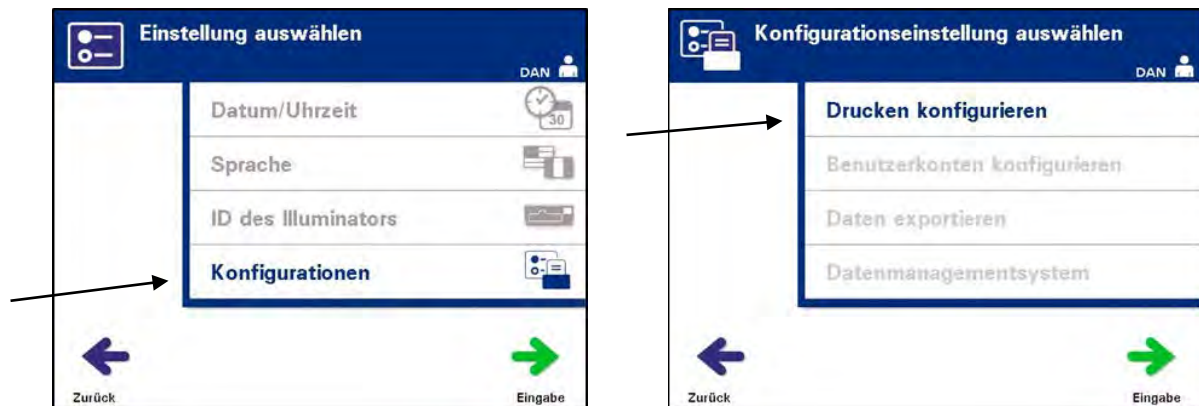 Einstellung auswählen
DAN
Datum/Uhrzeit
30
Sprache
ID des Illuminators
Konfigurationen
Zurück
Eingabe
Konfigurationseinstellung auswählen
DAN
Drucken konfigurieren
Benutzerkonten konfigurieren
Daten exportieren
Datenmanagementsystem
Zurück
Eingabe